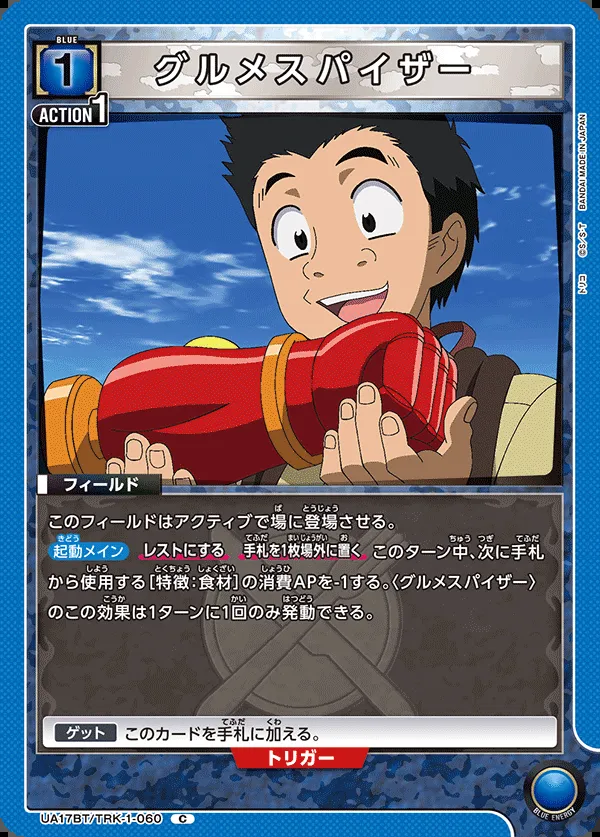 BLUE
1
グルメスパイザー
ACTION 1
トリコ ©S/S・T BANDAI MADE IN JAPAN
フィールド
このフィールドはアクティブで場に登場させる。
起動メイン レストにする 手札を1枚場外に置く このターン中、次に手札
から使用する[特徴:食材]の消費APを-1する。〈グルメスパイザー〉
のこの効果は1ターンに1回のみ発動できる。
ゲット このカードを手札に加える。
トリガー
UA17BT/TRK-1-060 C
BLUE ENERGY